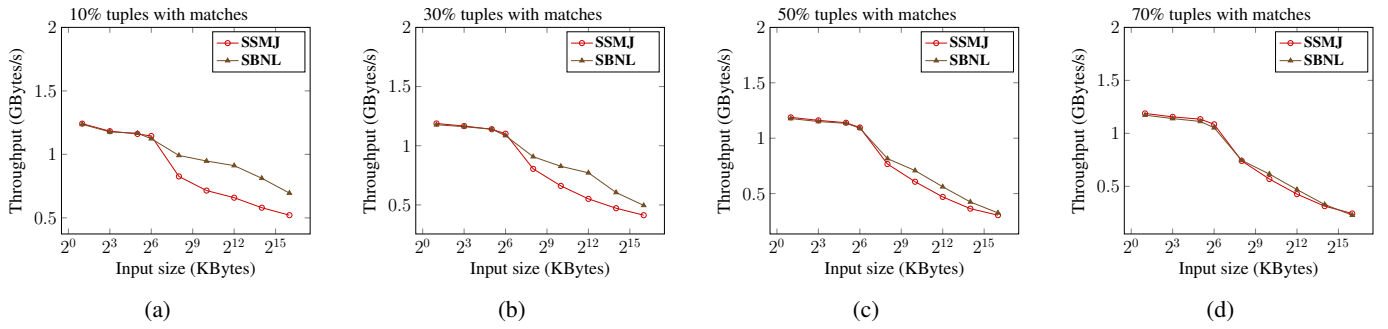 10% tuples with matches
2
1.5
1
0.5
Throughput (GBytes/s)
SSMJ
SBNL
2^0 2^3 2^6 2^9 2^12 2^15
Input size (KBytes)
(a)
30% tuples with matches
2
1.5
1
0.5
Throughput (GBytes/s)
SSMJ
SBNL
2^0 2^3 2^6 2^9 2^12 2^15
Input size (KBytes)
(b)
50% tuples with matches
2
1.5
1
0.5
Throughput (GBytes/s)
SSMJ
SBNL
2^0 2^3 2^6 2^9 2^12 2^15
Input size (KBytes)
(c)
70% tuples with matches
2
1.5
1
0.5
Throughput (GBytes/s)
SSMJ
SBNL
2^0 2^3 2^6 2^9 2^12 2^15
Input size (KBytes)
(d)